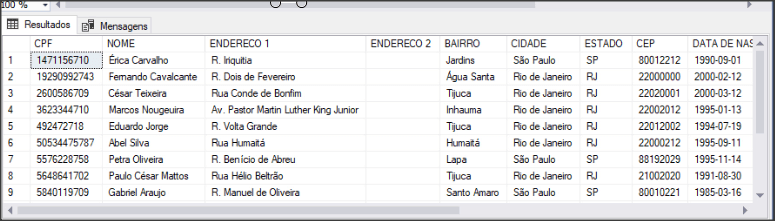 100 %
Resultados Mensagens
CPF NOME ENDERECO 1 ENDERECO 2 BAIRRO CIDADE ESTADO CEP DATA DE NAS
1 1471156710 Érica Carvalho R. Iriquitia Jardins São Paulo SP 80012212 1990-09-01
2 19290992743 Fernando Cavalcante R. Dois de Fevereiro Água Santa Rio de Janeiro RJ 22000000 2000-02-12
3 2600586709 César Teixeira Rua Conde de Bonfim Tijuca Rio de Janeiro RJ 22020001 2000-03-12
4 3623344710 Marcos Nougeuira Av. Pastor Martin Luther King Junior Inhauma Rio de Janeiro RJ 22002012 1995-01-13
5 492472718 Eduardo Jorge R. Volta Grande Tijuca Rio de Janeiro RJ 22012002 1994-07-19
6 50534475787 Abel Silva Rua Humaitá Humaitá Rio de Janeiro RJ 22000212 1995-09-11
7 5576228758 Petra Oliveira R. Benício de Abreu Lapa São Paulo SP 88192029 1995-11-14
8 5648641702 Paulo César Mattos Rua Hélio Beltrão Tijuca Rio de Janeiro RJ 21002020 1991-08-30
9 5840119709 Gabriel Araujo R. Manuel de Oliveira Santo Amaro São Paulo SP 80010221 1985-03-16